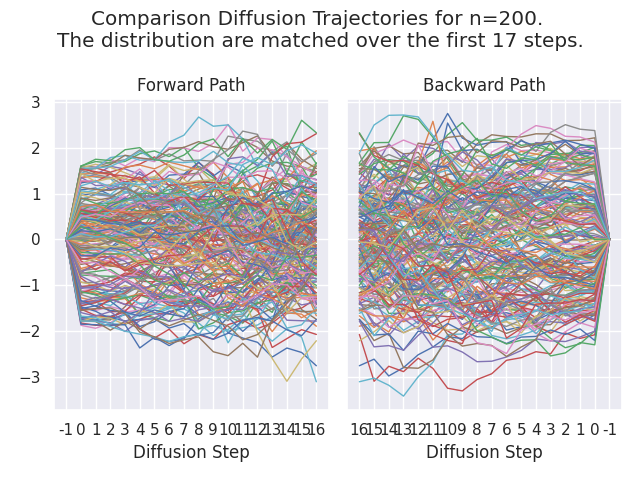 Comparison Diffusion Trajectories for n=200.
The distribution are matched over the first 17 steps.
Forward Path
Backward Path
3
2
1
0
−1
−2
−3
-1 0 1 2 3 4 5 6 7 8 9 10 11 12 13 14 15 16
16 15 14 13 12 11 10 9 8 7 6 5 4 3 2 1 0 -1
Diffusion Step
Diffusion Step